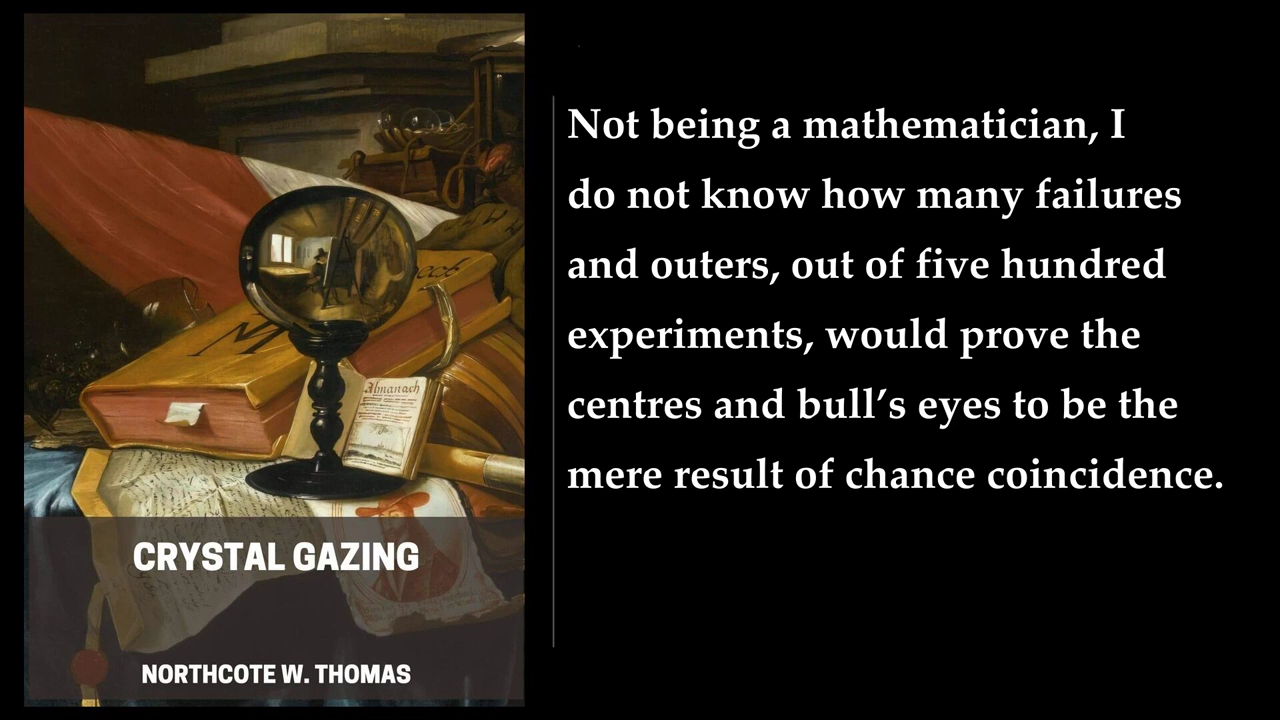 Not being a mathematician, I
do not know how many failures
and outers, out of five hundred
experiments, would prove the
centres and bull’s eyes to be the
mere result of chance coincidence.
M
Almanach
CRYSTAL GAZING
NORTHCOTE W. THOMAS